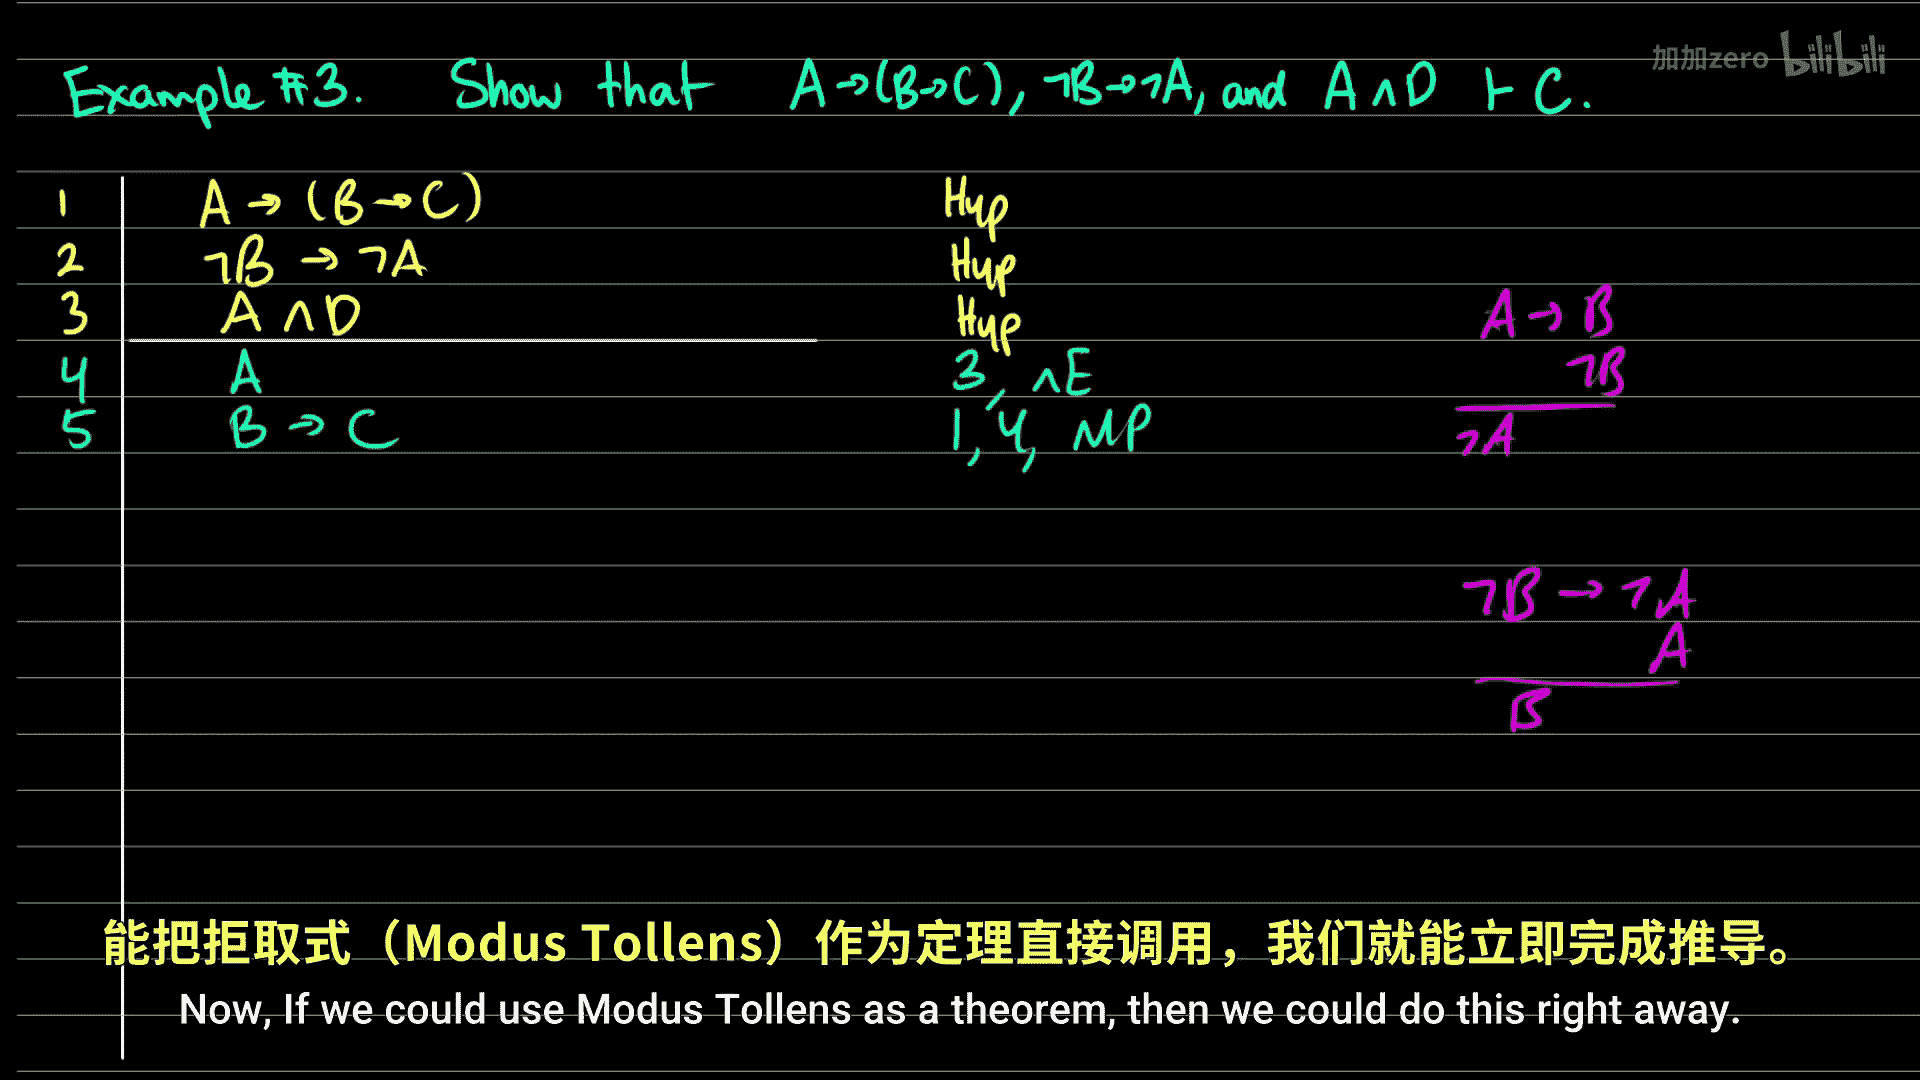 加加zero bilibili
Example #3. Show that A→(B→C), ¬B→¬A, and A∧D ⊢ C.
1 A → (B → C) Hyp
2 ¬B → ¬A Hyp
3 A ∧ D Hyp
4 A 3, ∧E
5 B → C 1, 4, MP
A → B
¬B
¬A
¬B → ¬A
A
B
能把拒取式（Modus Tollens）作为定理直接调用，我们就能立即完成推导。
Now, If we could use Modus Tollens as a theorem, then we could do this right away.